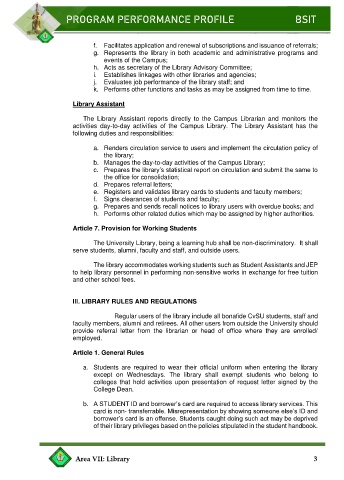 PROGRAM PERFORMANCE PROFILE BSIT
f. Facilitates application and renewal of subscriptions and issuance of referrals;
g. Represents the library in both academic and administrative programs and
events of the Campus;
h. Acts as secretary of the Library Advisory Committee;
i. Establishes linkages with other libraries and agencies;
j. Evaluates job performance of the library staff; and
k. Performs other functions and tasks as may be assigned from time to time.
Library Assistant
The Library Assistant reports directly to the Campus Librarian and monitors the
activities day-to-day activities of the Campus Library. The Library Assistant has the
following duties and responsibilities:
a. Renders circulation service to users and implement the circulation policy of
the library;
b. Manages the day-to-day activities of the Campus Library;
c. Prepares the library's statistical report on circulation and submit the same to
the office for consolidation;
d. Prepares referral letters;
e. Registers and validates library cards to students and faculty members;
f. Signs clearances of students and faculty;
g. Prepares and sends recall notices to library users with overdue books; and
h. Performs other related duties which may be assigned by higher authorities.
Article 7. Provision for Working Students
The University Library, being a learning hub shall be non-discriminatory. It shall
serve students, alumni, faculty and staff, and outside users.
The library accommodates working students such as Student Assistants and JEP
to help library personnel in performing non-sensitive works in exchange for free tuition
and other school fees.
III. LIBRARY RULES AND REGULATIONS
Regular users of the library include all bonafide CvSU students, staff and
faculty members, alumni and retirees. All other users from outside the University should
provide referral letter from the librarian or head of office where they are enrolled/
employed.
Article 1. General Rules
a. Students are required to wear their official uniform when entering the library
except on Wednesdays. The library shall exempt students who belong to
colleges that hold activities upon presentation of request letter signed by the
College Dean.
b. A STUDENT ID and borrower's card are required to access library services. This
card is non- transferrable. Misrepresentation by showing someone else's ID and
borrower's card is an offense. Students caught doing such act may be deprived
of their library privileges based on the policies stipulated in the student handbook.
Area VII: Library 3